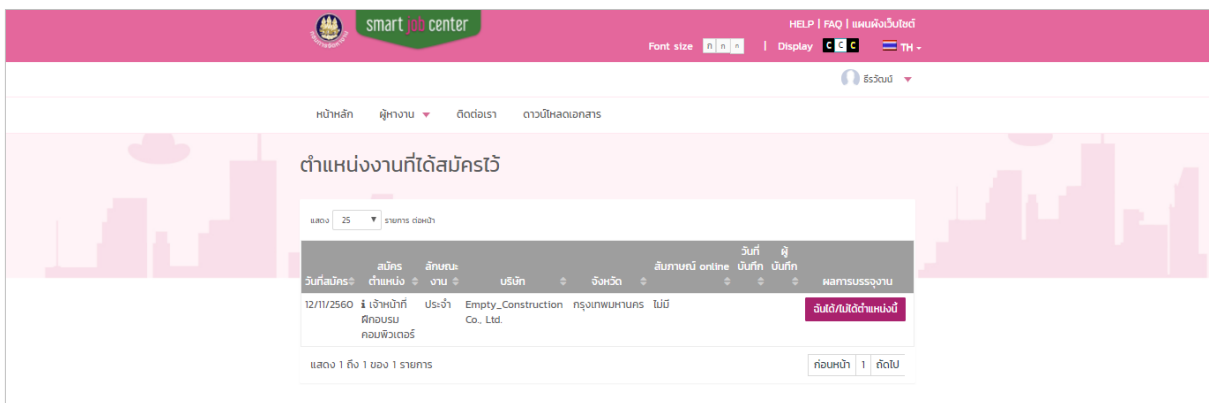 smart job center
HELP | FAQ | แผนผังเว็บไซต์
Font size ก ก ก | Display C C C TH
ธีรวัฒน์
หน้าหลัก ผู้หางาน ติดต่อเรา ดาวน์โหลดเอกสาร
ตำแหน่งงานที่ได้สมัครไว้
แสดง 25 รายการ ต่อหน้า
วันที่สมัคร สมัครตำแหน่ง ลักษณะงาน บริษัท จังหวัด สัมภาษณ์ online วันที่บันทึก ผู้บันทึก ผลการบรรจุงาน
12/11/2560 i เจ้าหน้าที่ ประจำ Empty_Construction กรุงเทพมหานคร ไม่มี ฉันได้/ไม่ได้ตำแหน่งนี้
ฝึกอบรม Co., Ltd.
คอมพิวเตอร์
แสดง 1 ถึง 1 ของ 1 รายการ ก่อนหน้า 1 ถัดไป